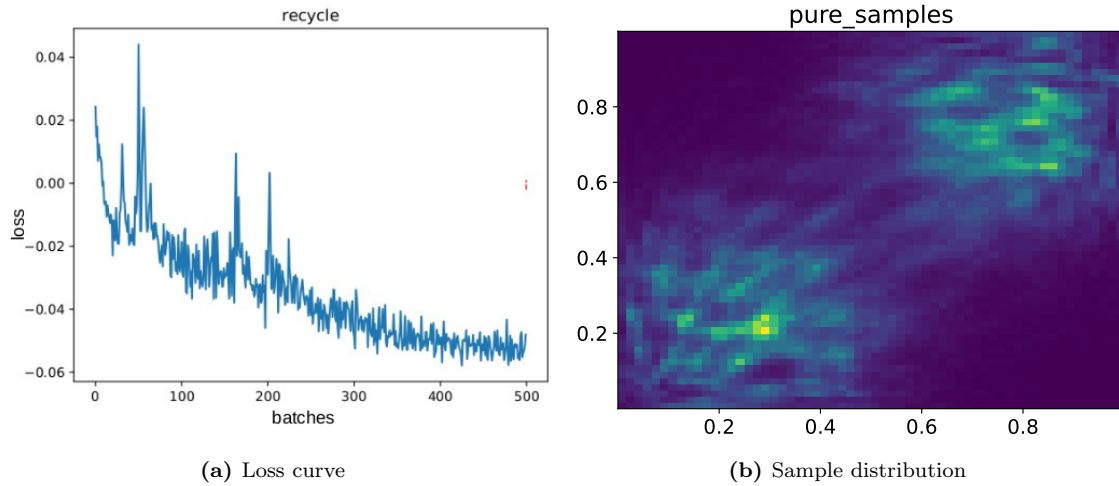 recycle
0.04
0.02
0.00
−0.02
−0.04
−0.06
loss
0 100 200 300 400 500
batches
(a) Loss curve
pure_samples
0.8
0.6
0.4
0.2
0.2 0.4 0.6 0.8
(b) Sample distribution